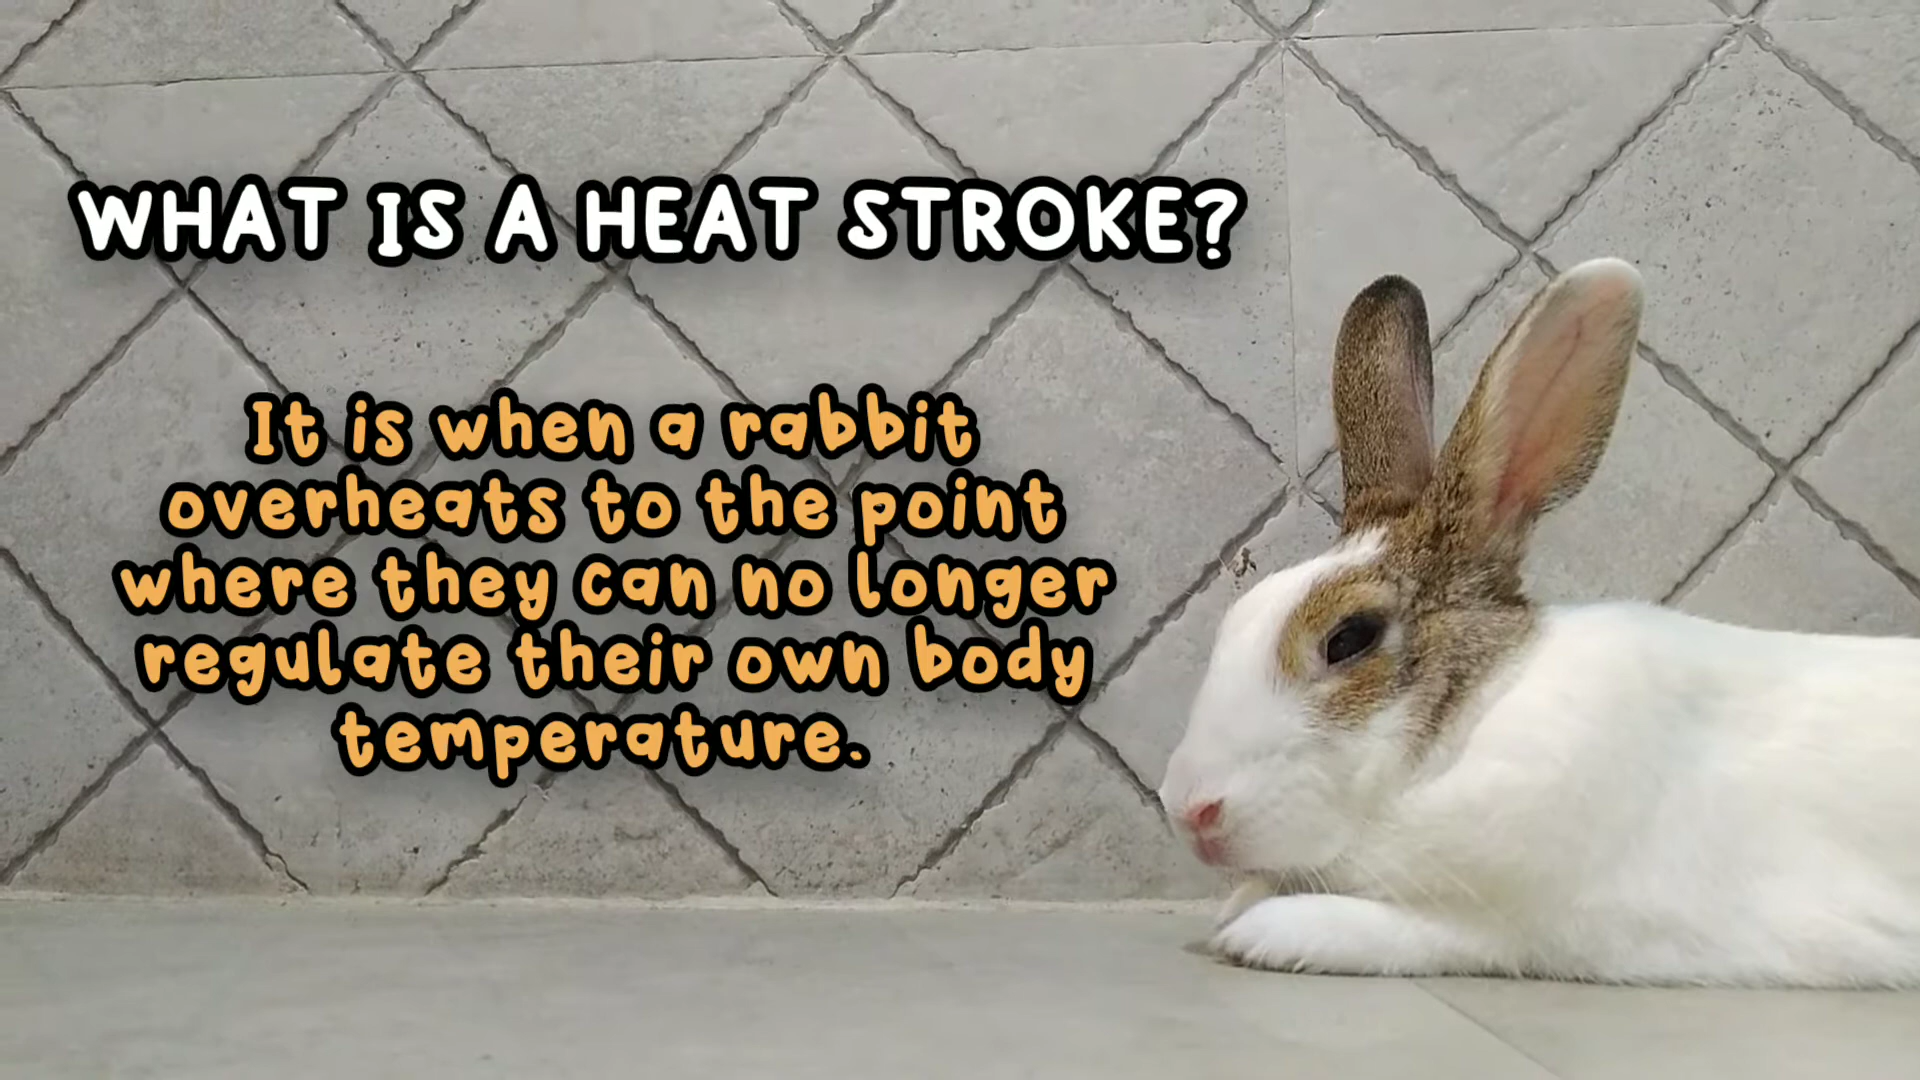 WHAT IS A HEAT STROKE?
It is when a rabbit
overheats to the point
where they can no longer
regulate their own body
temperature.